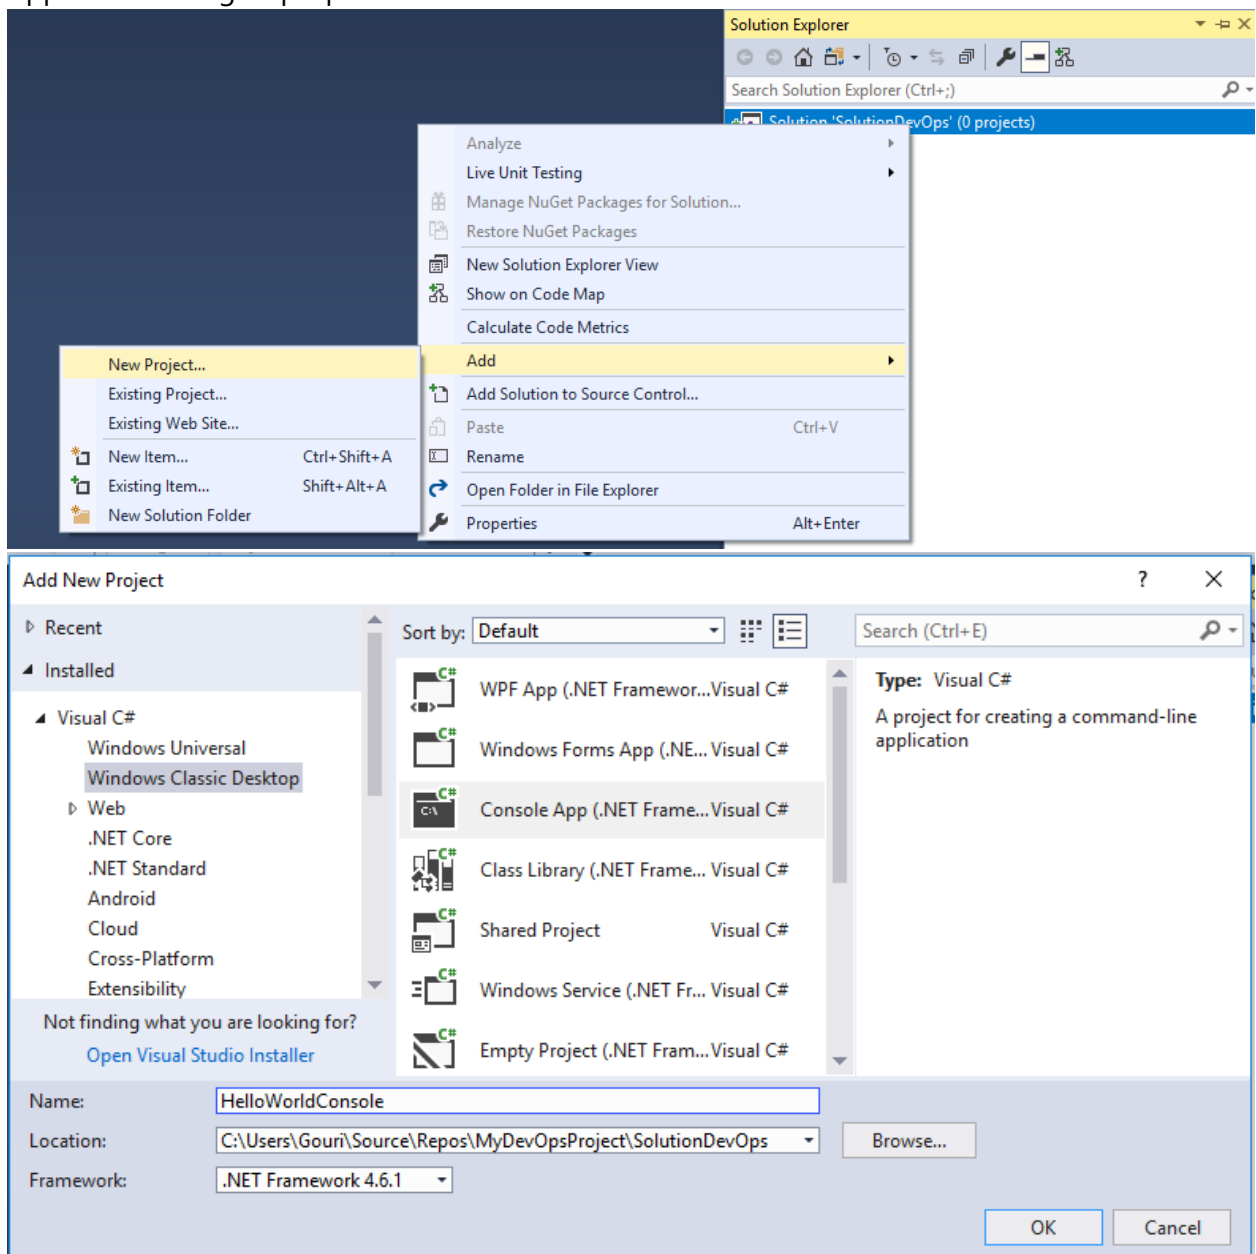 Solution Explorer
Search Solution Explorer (Ctrl+;)
Solution 'SolutionDevOps' (0 projects)
Analyze
Live Unit Testing
Manage NuGet Packages for Solution...
Restore NuGet Packages
New Solution Explorer View
Show on Code Map
Calculate Code Metrics
Add
Add Solution to Source Control...
Paste Ctrl+V
Rename
Open Folder in File Explorer
Properties Alt+Enter
New Project...
Existing Project...
Existing Web Site...
New Item... Ctrl+Shift+A
Existing Item... Shift+Alt+A
New Solution Folder
Add New Project
Recent
Installed
Visual C#
Windows Universal
Windows Classic Desktop
Web
.NET Core
.NET Standard
Android
Cloud
Cross-Platform
Extensibility
Not finding what you are looking for?
Open Visual Studio Installer
Sort by: Default
WPF App (.NET Framewor... Visual C#
Windows Forms App (.NE... Visual C#
Console App (.NET Frame... Visual C#
Class Library (.NET Frame... Visual C#
Shared Project Visual C#
Windows Service (.NET Fr... Visual C#
Empty Project (.NET Fram... Visual C#
Search (Ctrl+E)
Type: Visual C#
A project for creating a command-line
application
Name: HelloWorldConsole
Location: C:\Users\Gouri\Source\Repos\MyDevOpsProject\SolutionDevOps
Browse...
Framework: .NET Framework 4.6.1
OK Cancel